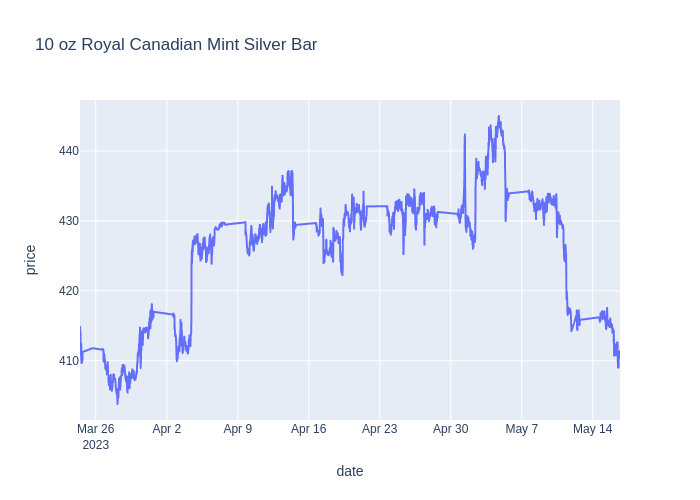 10 oz Royal Canadian Mint Silver Bar
440
430
420
410
price
Mar 26
2023
Apr 2
Apr 9
Apr 16
Apr 23
Apr 30
May 7
May 14
date